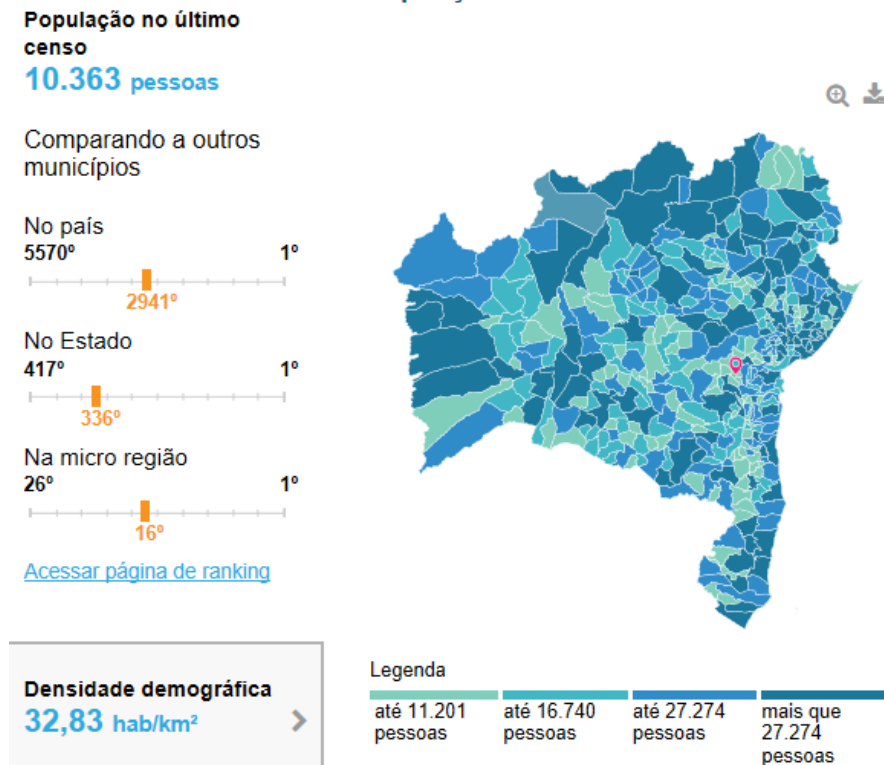 População no último
censo
10.363 pessoas
Comparando a outros
municípios
No país
5570º 1º
2941º
No Estado
417º 1º
336º
Na micro região
26º 1º
16º
Acessar página de ranking
Densidade demográfica
32,83 hab/km²
Legenda
até 11.201
pessoas
até 16.740
pessoas
até 27.274
pessoas
mais que
27.274
pessoas